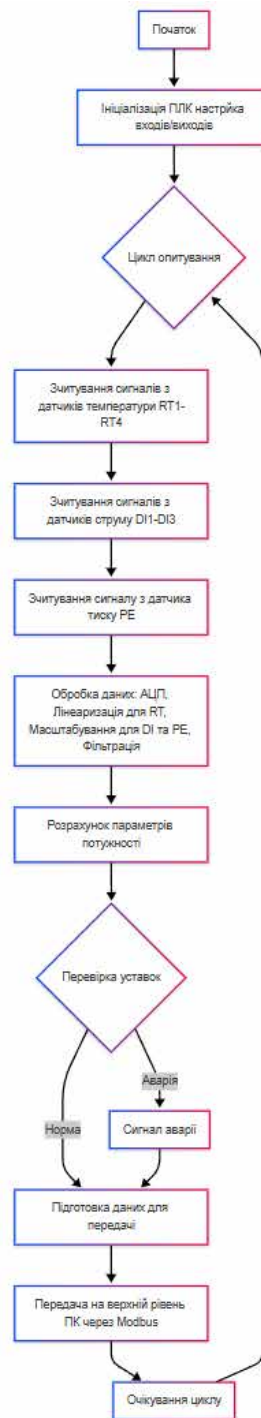 Початок
Ініціалізація ПЛК настрйка
входів/виходів
Цикл опитування
Зчитування сигналів з
датчиків температури RT1-
RT4
Зчитування сигналів з
датчиків струму DI1-DI3
Зчитування сигналу з датчика
тиску PE
Обробка даних: АЦП,
Лінеаризація для RT,
Масштабування для DI та PE,
Фільтрація
Розрахунок параметрів
потужності
Перевірка уставок
Аварія
Норма
Сигнал аварії
Підготовка даних для
передачі
Передача на верхній рівень
ПК через Modbus
Очікування циклу